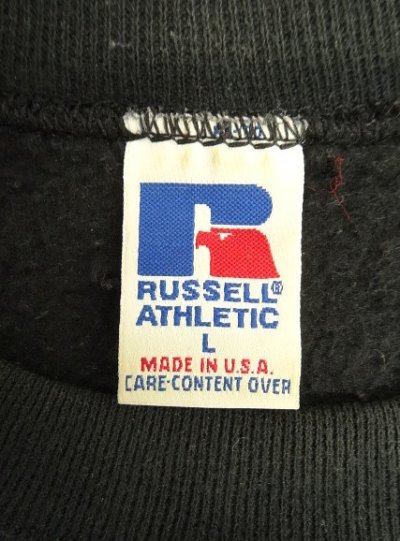 RUSSELL®
ATHLETIC
L
MADE IN U.S.A.
CARE-CONTENT OVER